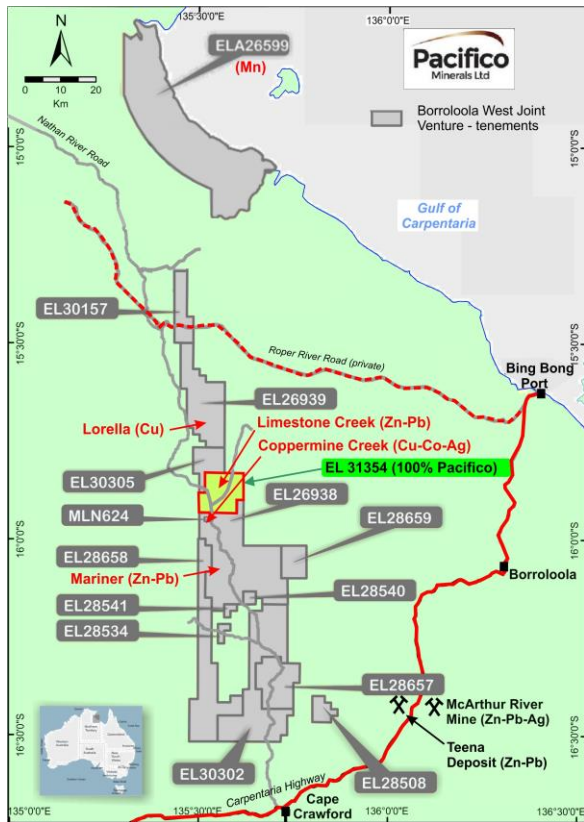 135°30'0"E
136°0'0"E
N
0
10
20
Km
ELA26599
(Mn)
Pacifico
Minerals Ltd
Borroloola West Joint
Venture - tenements
Nathan River Road
15°0'0"S
15°0'0"S
Gulf of
Carpentaria
EL30157
15°30'0"S
15°30'0"S
Roper River Road (private)
Bing Bong
Port
EL26939
Lorella (Cu)
Limestone Creek (Zn-Pb)
Coppermine Creek (Cu-Co-Ag)
EL30305
EL 31354 (100% Pacifico)
EL26938
MLN624
EL28659
16°0'0"S
16°0'0"S
EL28658
Borroloola
Mariner (Zn-Pb)
EL28540
EL28541
EL28534
EL28657
McArthur River
Mine (Zn-Pb-Ag)
Teena
Deposit (Zn-Pb)
16°30'0"S
16°30'0"S
EL30302
EL28508
Carpentaria Highway
Cape
Crawford
135°0'0"E
135°30'0"E
136°0'0"E
136°30'0"E